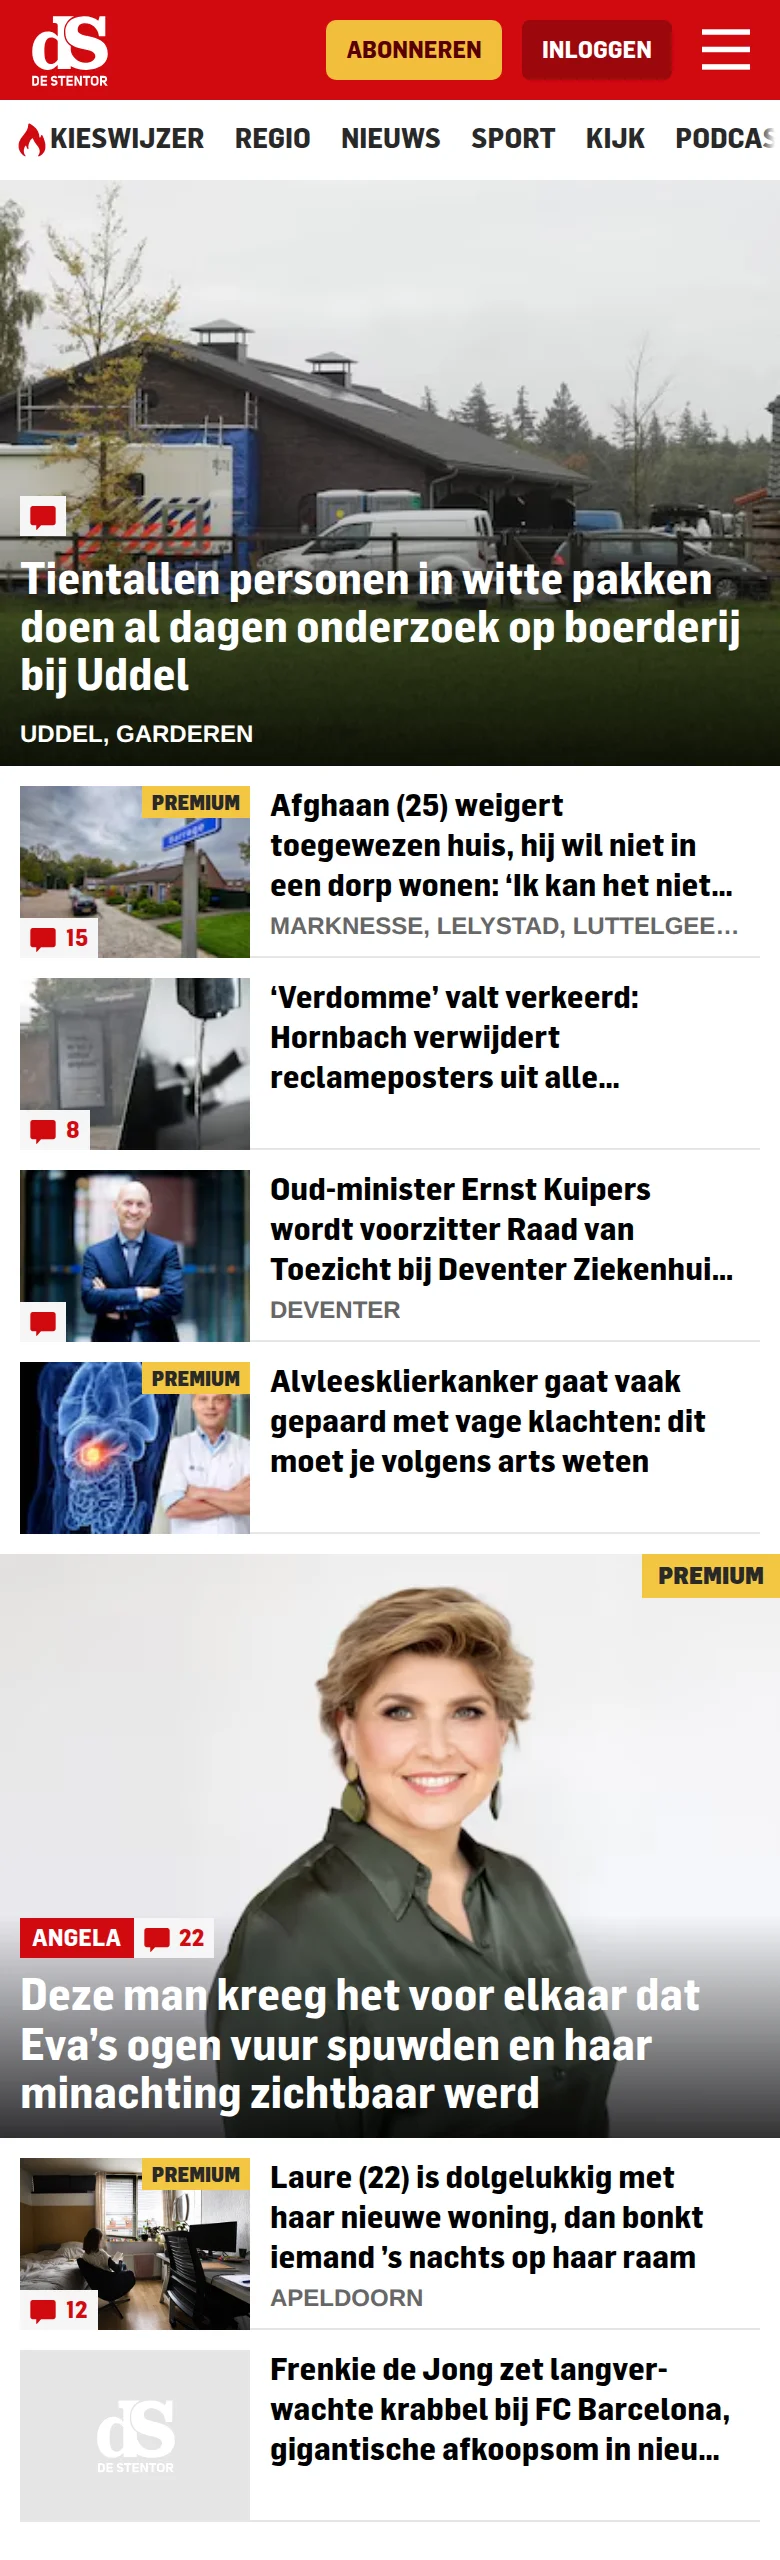 dS
DE STENTOR
ABONNEREN
INLOGGEN
KIESWIJZER REGIO NIEUWS SPORT KIJK PODCAS
Tientallen personen in witte pakken
doen al dagen onderzoek op boerderij
bij Uddel
UDDEL, GARDEREN
PREMIUM
15
Afghaan (25) weigert
toegewezen huis, hij wil niet in
een dorp wonen: ‘Ik kan het niet...
MARKNESSE, LELYSTAD, LUTTELGEE...
8
‘Verdomme’ valt verkeerd:
Hornbach verwijdert
reclameposters uit alle...
Oud-minister Ernst Kuipers
wordt voorzitter Raad van
Toezicht bij Deventer Ziekenhui...
DEVENTER
PREMIUM
Alvleesklierkanker gaat vaak
gepaard met vage klachten: dit
moet je volgens arts weten
PREMIUM
ANGELA 22
Deze man kreeg het voor elkaar dat
Eva’s ogen vuur spuwden en haar
minachting zichtbaar werd
PREMIUM
12
Laure (22) is dolgelukkig met
haar nieuwe woning, dan bonkt
iemand ’s nachts op haar raam
APELDOORN
dS
DE STENTOR
Frenkie de Jong zet langver-
wachte krabbel bij FC Barcelona,
gigantische afkoopsom in nieu...